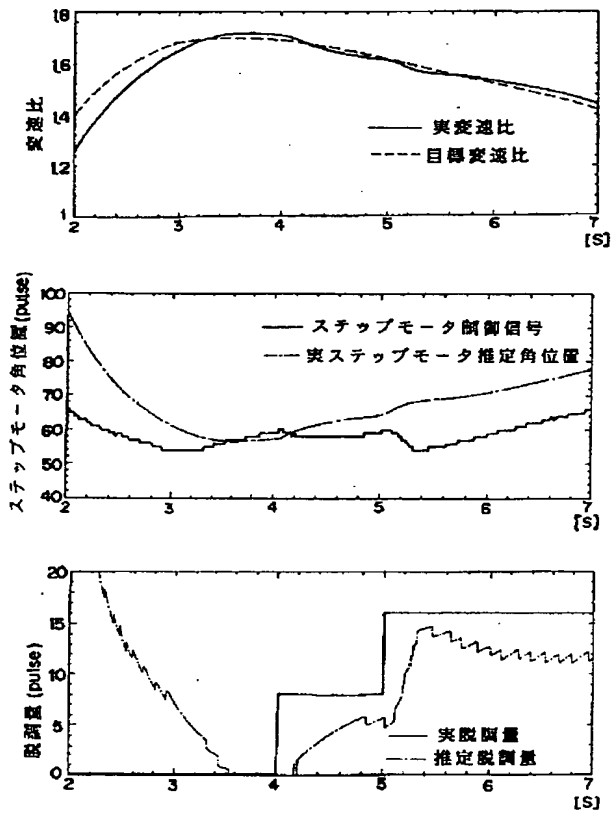 1.8
1.6
1.4
1.2
1
変速比
実変速比
目標変速比
2 3 4 5 6 7
[S]
100
90
80
70
60
50
40
ステップモータ角位置(pulse)
ステップモータ制御信号
実ステップモータ推定角位置
2 3 4 5 6 7
[S]
20
15
10
5
0
脱調量(pulse)
実脱調量
推定脱調量
2 3 4 5 6 7
[S]